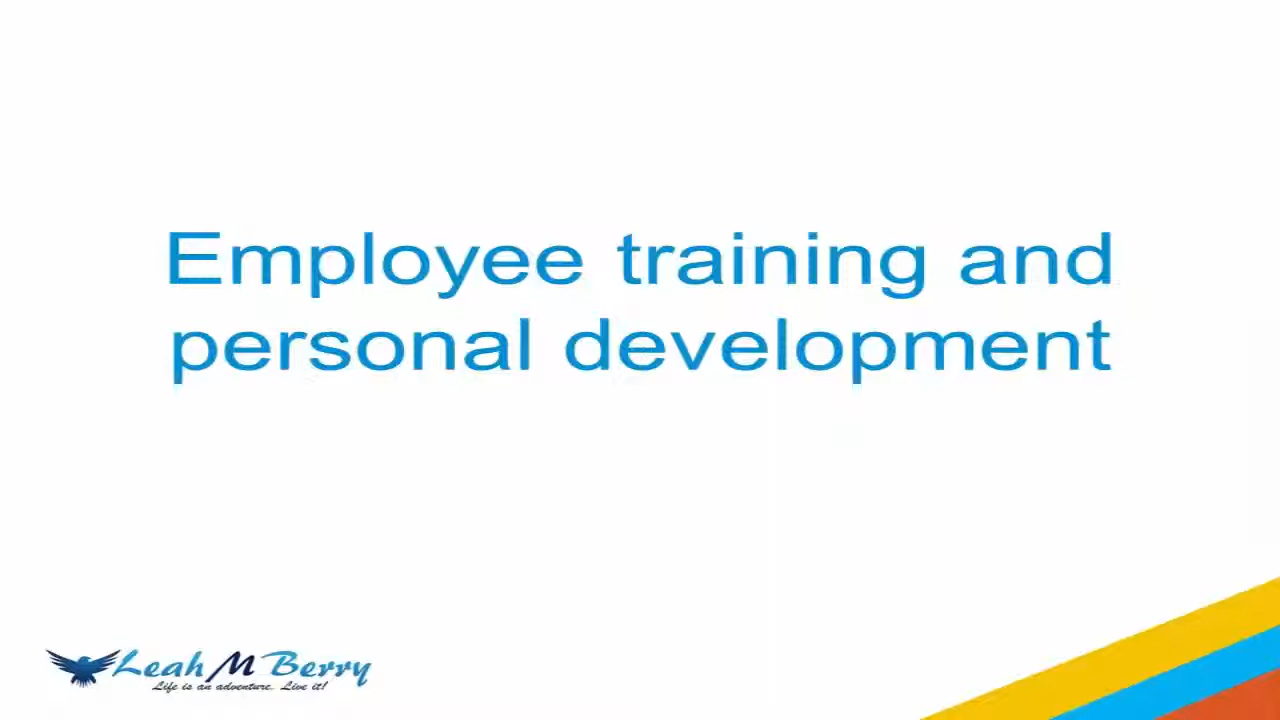 Employee training and
personal development
Leah M Berry
Life is an adventure. Live it!